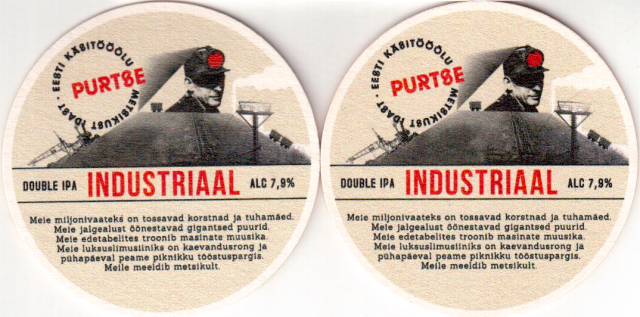 EESTI KÄSITÖÖÕLU
PURTSE
METSIKUST IDAST
DOUBLE IPA INDUSTRIAAL ALC 7,9%
Meie miljonivaateks on tossavad korstnad ja tuhamäed.
Meie jalgealust õõnestavad gigantsed puurid.
Meie edetabelites troonib masinate muusika.
Meie luksuslimusiiniks on kaevandusrong ja
pühapäeval peame piknikku tööstuspargis.
Meile meeldib metsikult.
EESTI KÄSITÖÖÕLU
PURTSE
METSIKUST IDAST
DOUBLE IPA INDUSTRIAAL ALC 7,9%
Meie miljonivaateks on tossavad korstnad ja tuhamäed.
Meie jalgealust õõnestavad gigantsed puurid.
Meie edetabelites troonib masinate muusika.
Meie luksuslimusiiniks on kaevandusrong ja
pühapäeval peame piknikku tööstuspargis.
Meile meeldib metsikult.